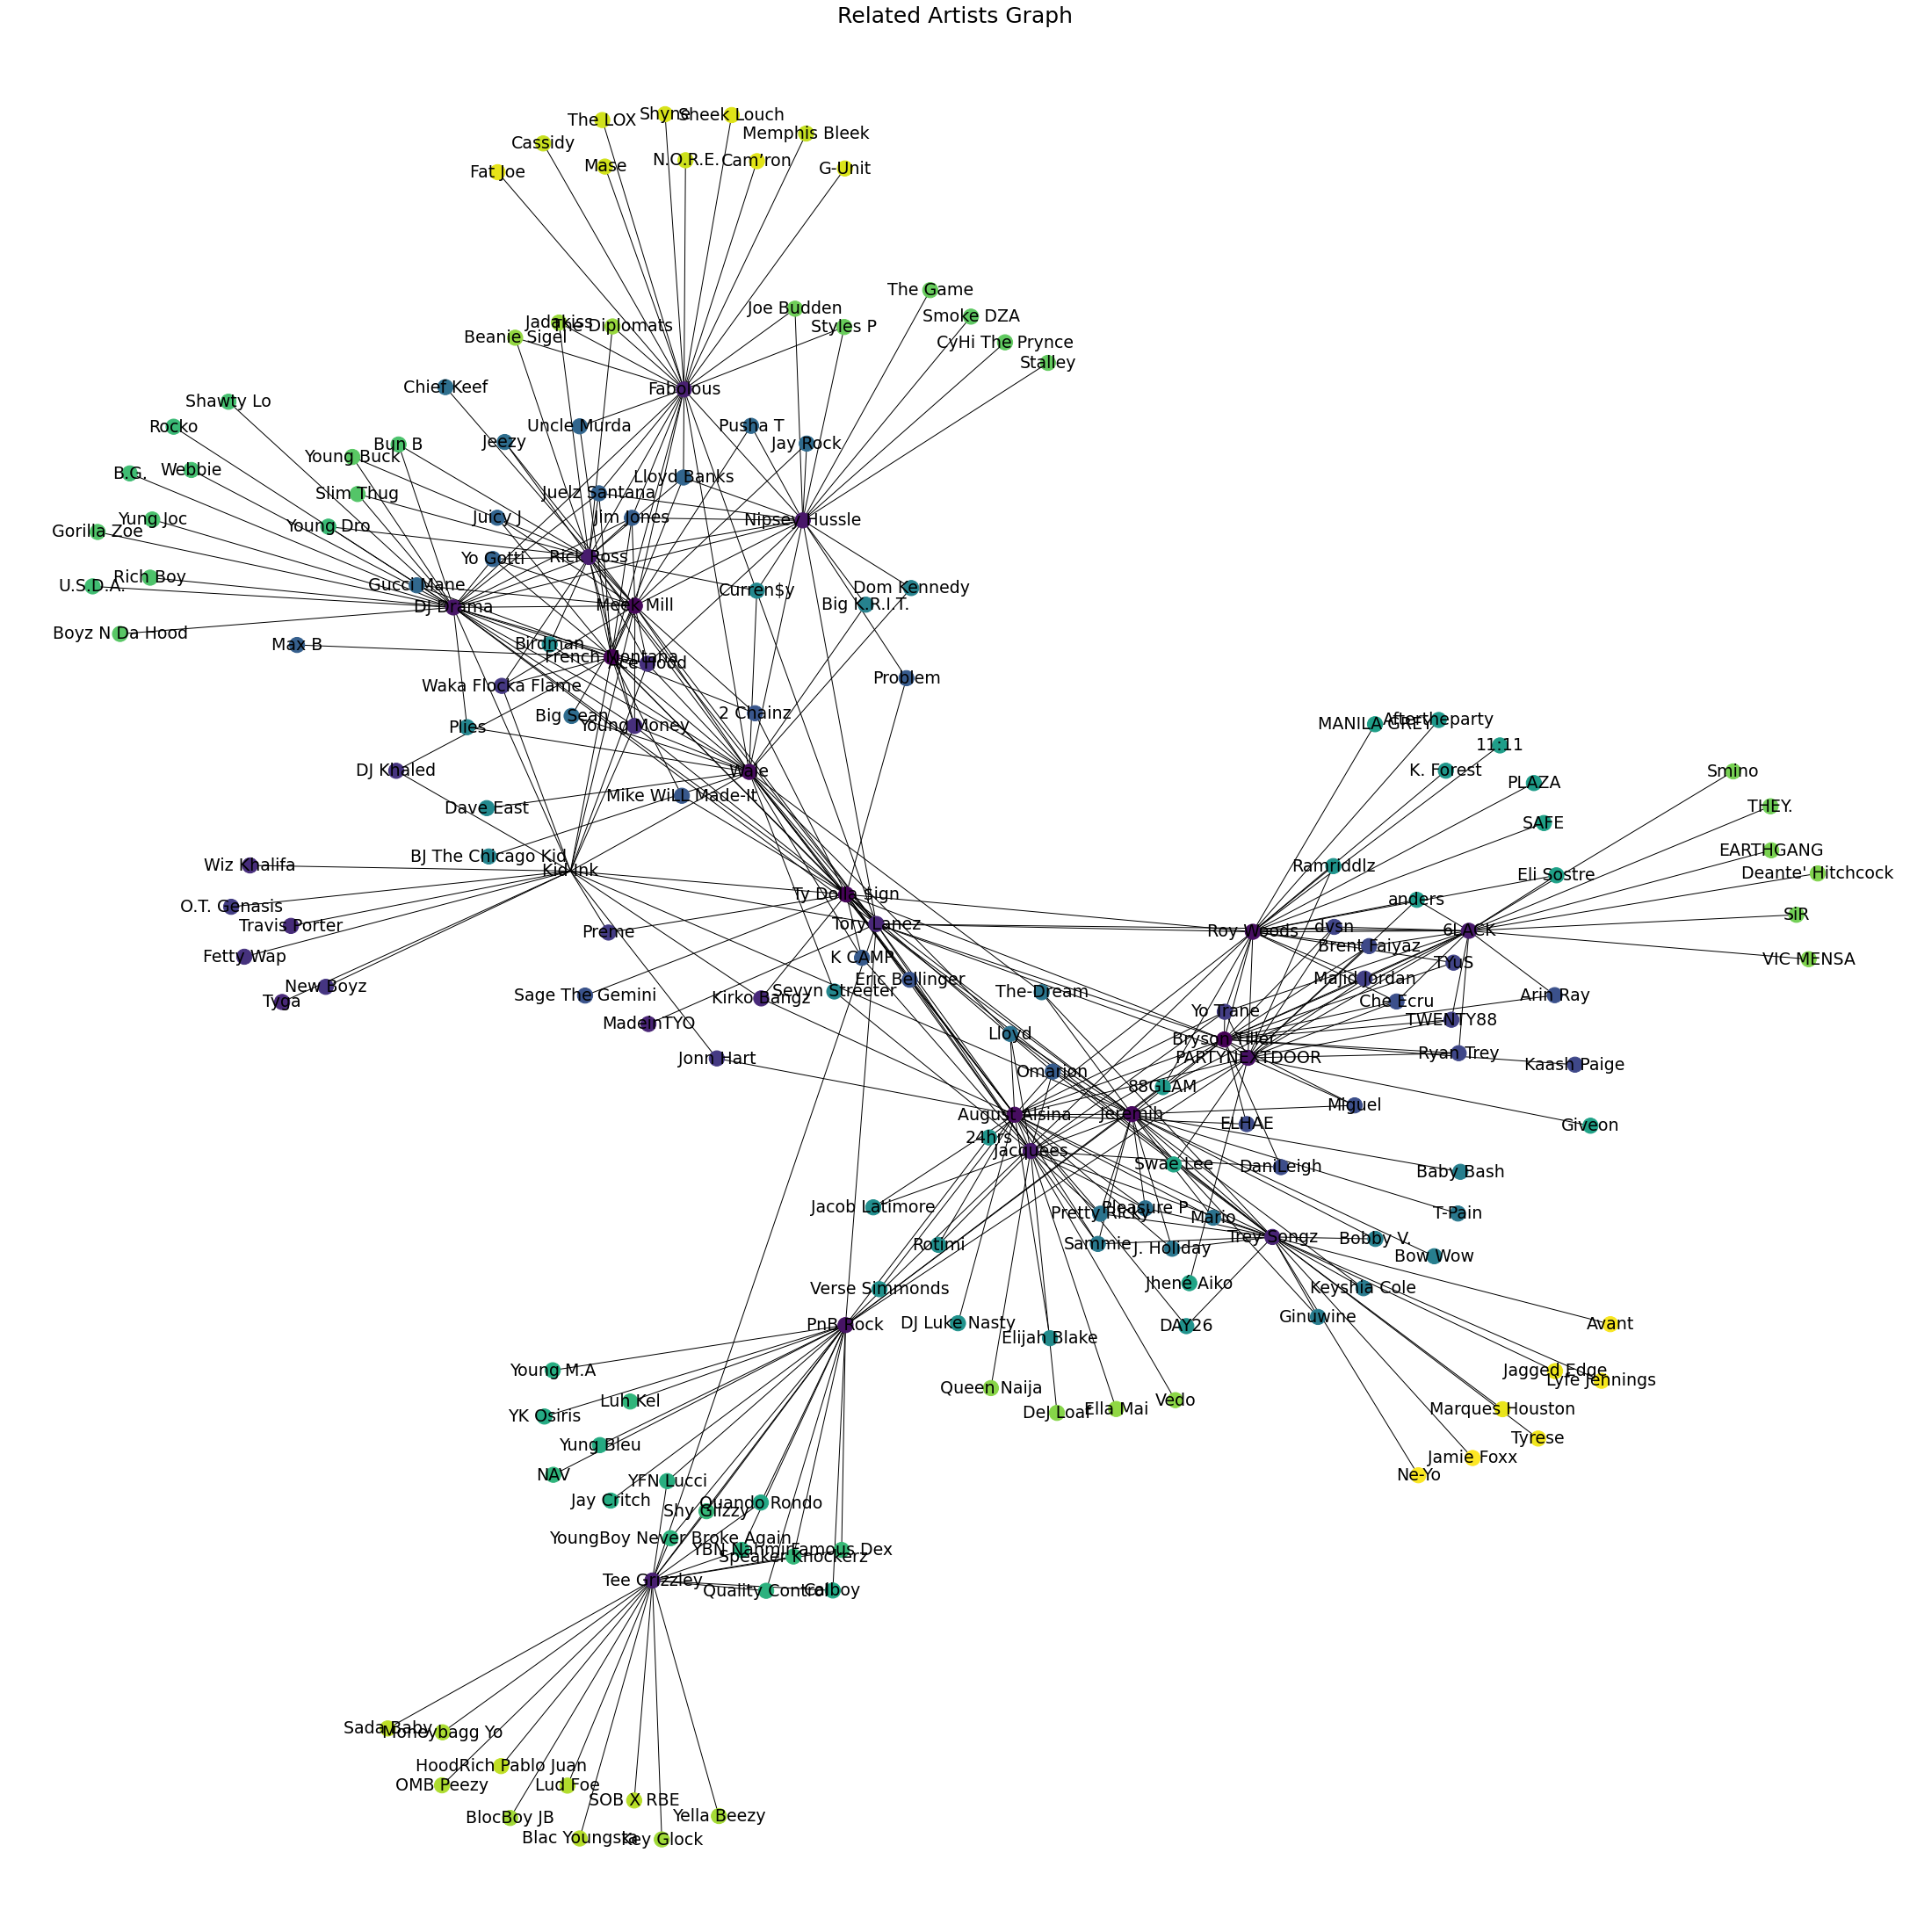 Related Artists Graph
Shyne
Sheek Louch
The LOX
Memphis Bleek
Cassidy
N.O.R.E.
Cam'ron
Mase
G-Unit
Fat Joe
The Game
Joe Budden
Smoke DZA
Jadakiss
The Diplomats
Styles P
Beanie Sigel
CyHi The Prynce
Stalley
Chief Keef
Fabolous
Shawty Lo
Rocko
Uncle Murda
Pusha T
Jeezy
Jay Rock
Bun B
Young Buck
B.G.
Webbie
Lloyd Banks
Slim Thug
Juelz Santana
Yung Joc
Juicy J
Jim Jones
Nipsey Hussle
Gorilla Zoe
Young Dro
Yo Gotti
Rick Ross
Rich Boy
U.S.D.A.
Gucci Mane
Curren$y
Dom Kennedy
DJ Drama
Meek Mill
Big K.R.I.T.
Boyz N Da Hood
Max B
Birdman
French Montana
Ace Hood
Problem
Waka Flocka Flame
Big Sean
2 Chainz
Plies
Young Money
MANILA GREY
Aftertheparty
11:11
DJ Khaled
Wale
K. Forest
Smino
PLAZA
Mike WiLL Made-It
Dave East
THEY.
SAFE
BJ The Chicago Kid
EARTHGANG
Wiz Khalifa
Kid Ink
Ramriddlz
Eli Sostre
Deante' Hitchcock
Ty Dolla $ign
anders
O.T. Genasis
SiR
Travis Porter
Preme
Tory Lanez
Roy Woods
dvsn
6LACK
Brent Faiyaz
Fetty Wap
K CAMP
TYuS
VIC MENSA
Eric Bellinger
Majid Jordan
New Boyz
Tyga
Sage The Gemini
Kirko Bangz
Sevyn Streeter
The-Dream
Che Ecru
Arin Ray
Yo Trane
MadeinTYO
TWENTY88
Lloyd
Bryson Tiller
Jonn Hart
PARTYNEXTDOOR
Ryan Trey
Kaash Paige
Omarion
88GLAM
Miguel
August Alsina
Jeremih
ELHAE
Giveon
24hrs
Jacquees
Swae Lee
DaniLeigh
Baby Bash
Jacob Latimore
Pretty Ricky
Pleasure P
Mario
T-Pain
Rotimi
Sammie
J. Holiday
Trey Songz
Bobby V.
Bow Wow
Verse Simmonds
Jhené Aiko
Keyshia Cole
PnB Rock
DJ Luke Nasty
Elijah Blake
DAY26
Ginuwine
Avant
Young M.A
Jagged Edge
Lyfe Jennings
Queen Naija
Luh Kel
DeJ Loaf
Ella Mai
Vedo
Marques Houston
YK Osiris
Tyrese
Yung Bleu
Jamie Foxx
NAV
Ne-Yo
YFN Lucci
Jay Critch
Quando Rondo
Shy Glizzy
YoungBoy Never Broke Again
YBN Nahmir
Famous Dex
Speaker Knockerz
Tee Grizzley
Quality Control
Calboy
Sada Baby
Moneybagg Yo
HoodRich Pablo Juan
OMB Peezy
Lud Foe
SOB X RBE
BlocBoy JB
Yella Beezy
Blac Youngsta
Key Glock